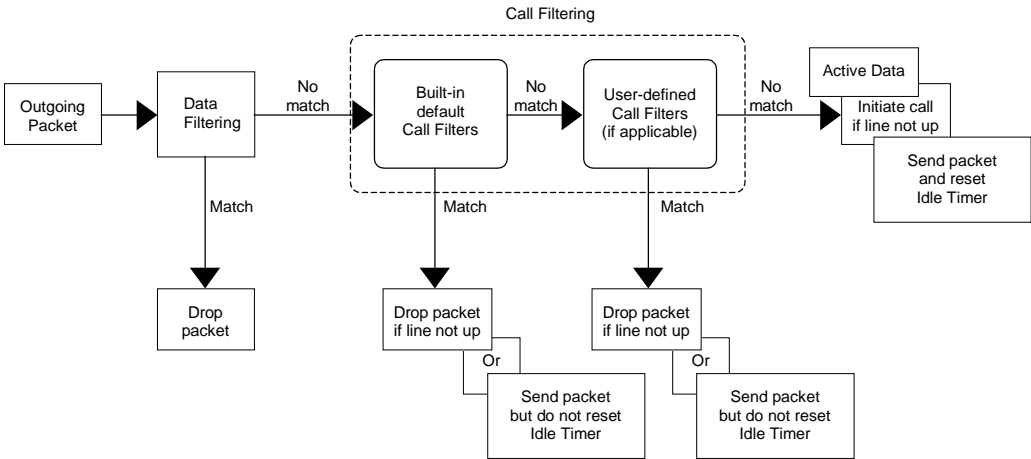 Call Filtering
Outgoing
Packet
Data
Filtering
No
match
Built-in
default
Call Filters
No
match
User-defined
Call Filters
(if applicable)
No
match
Active Data
Initiate call
if line not up
Send packet
and reset
Idle Timer
Match
Match
Match
Drop
packet
Drop packet
if line not up
Or
Send packet
but do not reset
Idle Timer
Drop packet
if line not up
Or
Send packet
but do not reset
Idle Timer